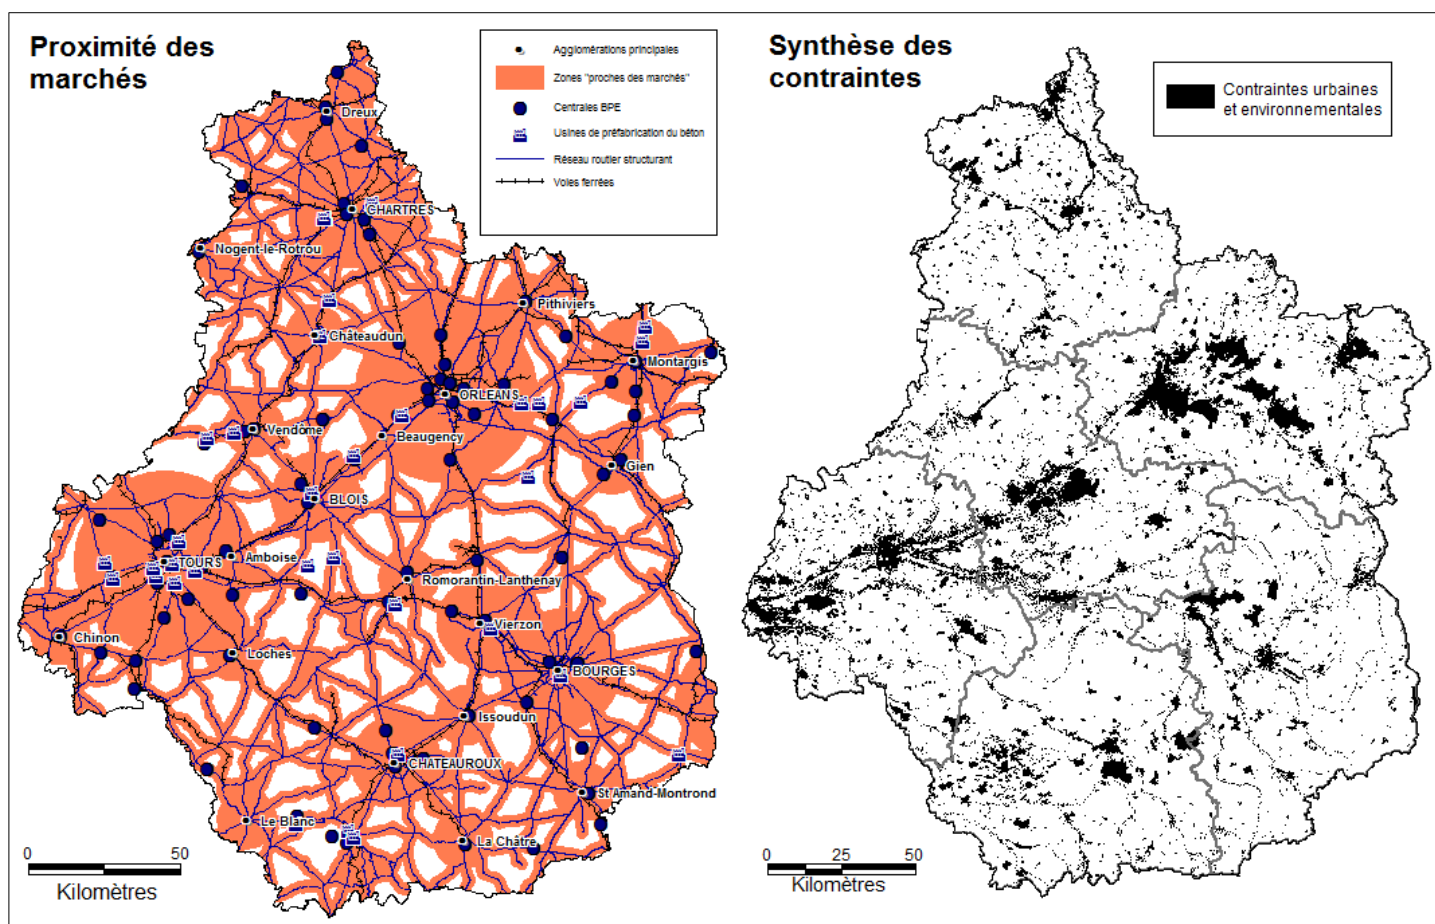 Proximité des
marchés
Agglomérations principales
Zones "proches des marchés"
Centrales BPE
Usines de préfabrication du béton
Réseau routier structurant
Voies ferrées
Dreux
CHARTRES
Nogent-le-Rotrou
Pithiviers
Châteaudun
Montargis
ORLEANS
Vendôme
Beaugency
Gien
BLOIS
TOURS
Amboise
Romorantin-Lanthenay
Chinon
Vierzon
Loches
BOURGES
Issoudun
CHATEAUROUX
St Amand-Montrond
Le Blanc
La Châtre
0 50
Kilomètres
Synthèse des
contraintes
Contraintes urbaines
et environnementales
0 25 50
Kilomètres